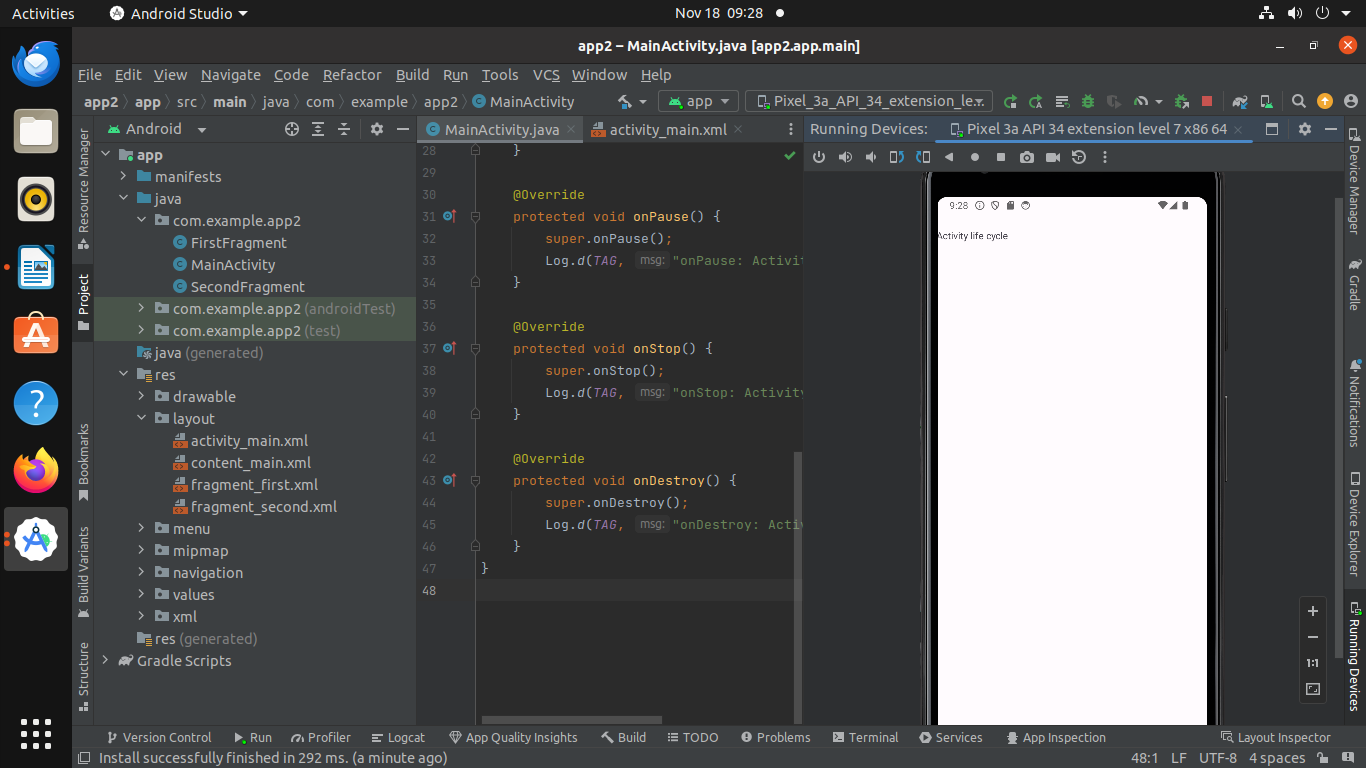 Activities
Android Studio
Nov 18 09:28
app2 – MainActivity.java [app2.app.main]
File Edit View Navigate Code Refactor Build Run Tools VCS Window Help
app2 app src main java com example app2 MainActivity
app
Pixel_3a_API_34_extension_le...
Android
MainActivity.java
activity_main.xml
Running Devices:
Pixel 3a API 34 extension level 7 x86 64
Resource Manager
Project
Bookmarks
Build Variants
Structure
app
manifests
java
com.example.app2
FirstFragment
MainActivity
SecondFragment
com.example.app2 (androidTest)
com.example.app2 (test)
java (generated)
res
drawable
layout
activity_main.xml
content_main.xml
fragment_first.xml
fragment_second.xml
menu
mipmap
navigation
values
xml
res (generated)
Gradle Scripts
28 }
29
30 @Override
31 protected void onPause() {
32 super.onPause();
33 Log.d(TAG, msg: "onPause: Activit
34 }
35
36 @Override
37 protected void onStop() {
38 super.onStop();
39 Log.d(TAG, msg: "onStop: Activity
40 }
41
42 @Override
43 protected void onDestroy() {
44 super.onDestroy();
45 Log.d(TAG, msg: "onDestroy: Activ
46 }
47 }
48
9:28
Activity life cycle
1:1
Device Manager
Gradle
Notifications
Device Explorer
Running Devices
Version Control Run Profiler Logcat App Quality Insights Build TODO Problems Terminal Services App Inspection Layout Inspector
Install successfully finished in 292 ms. (a minute ago)
48:1 LF UTF-8 4 spaces